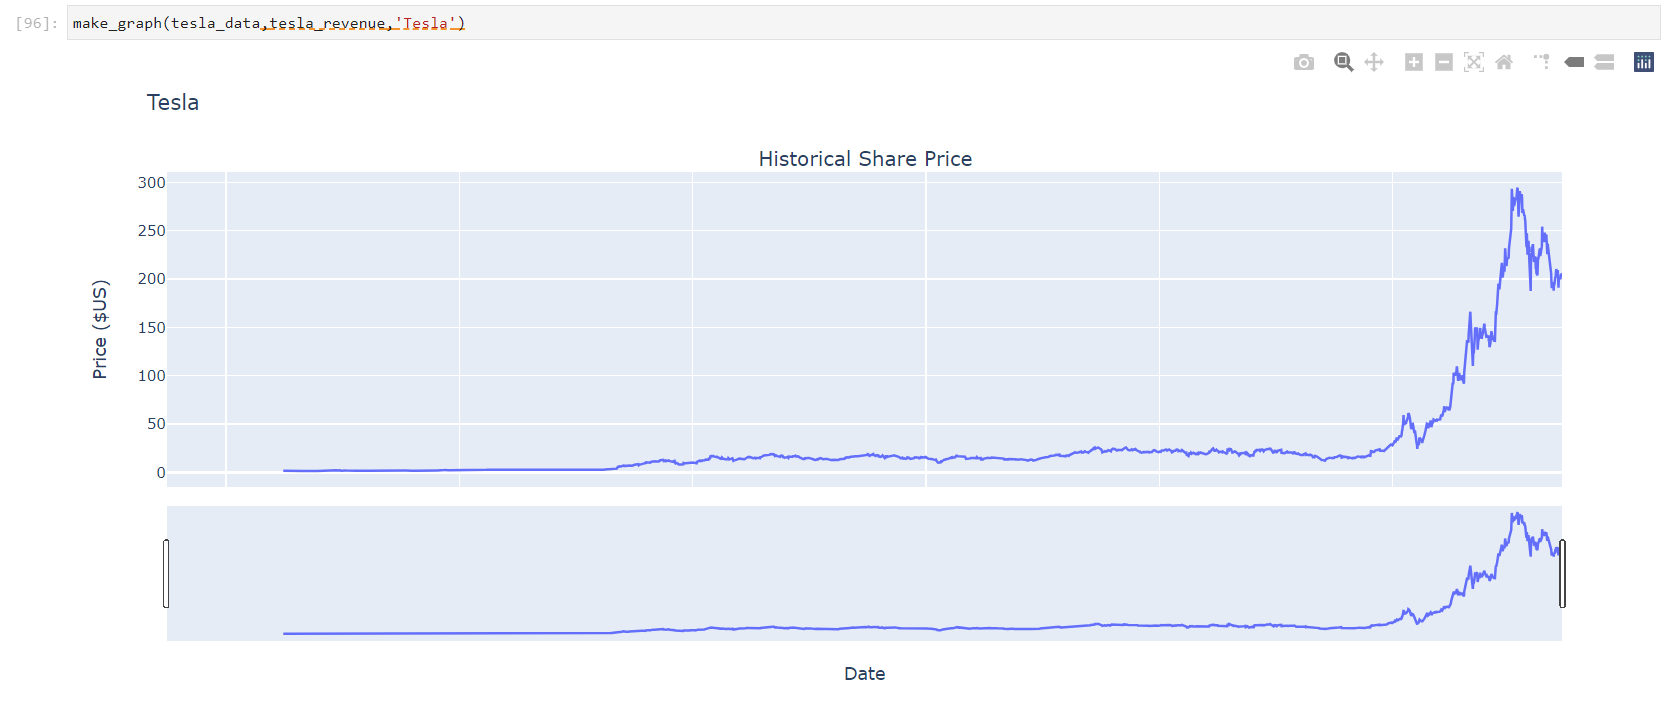 [96]: make_graph(tesla_data,tesla_revenue,'Tesla')
Tesla
Historical Share Price
300
250
200
150
100
50
0
Price ($US)
Date